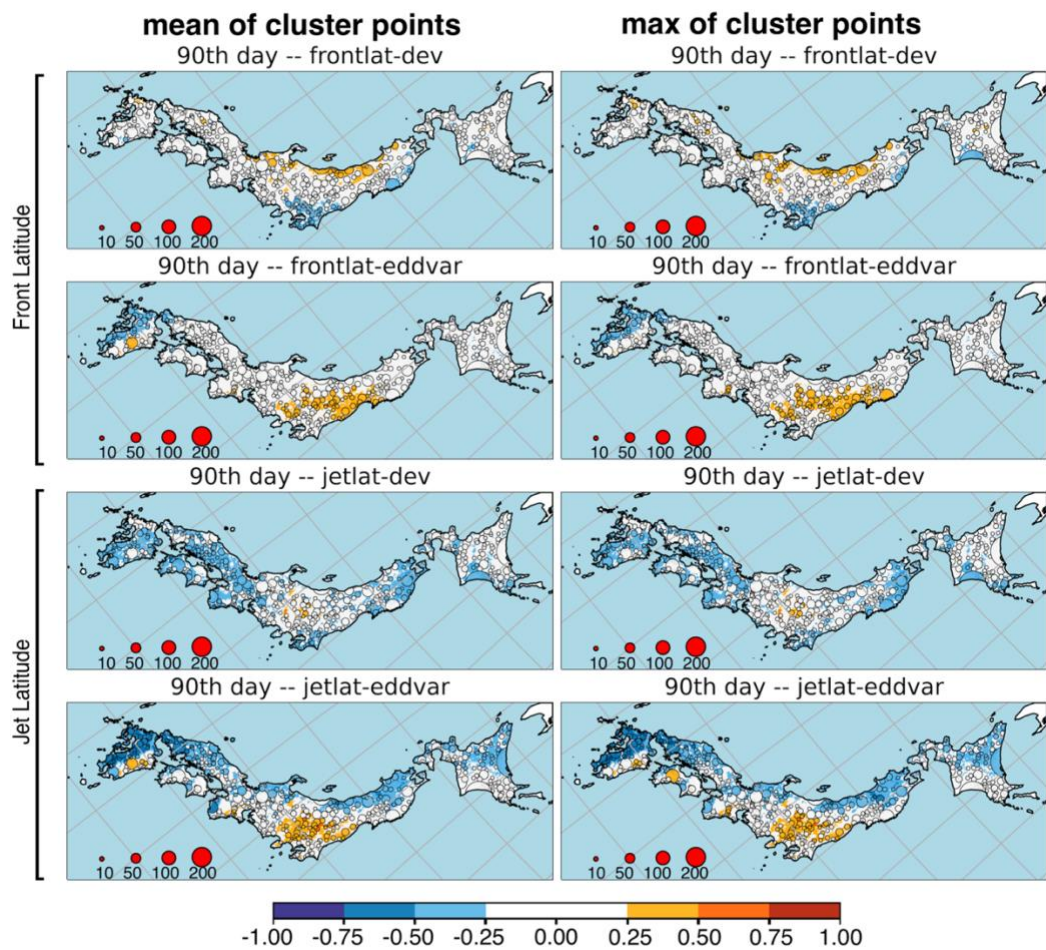 mean of cluster points max of cluster points
90th day -- frontlat-dev 90th day -- frontlat-dev
10 50 100 200 10 50 100 200
Front Latitude
90th day -- frontlat-eddvar 90th day -- frontlat-eddvar
10 50 100 200 10 50 100 200
90th day -- jetlat-dev 90th day -- jetlat-dev
10 50 100 200 10 50 100 200
Jet Latitude
90th day -- jetlat-eddvar 90th day -- jetlat-eddvar
10 50 100 200 10 50 100 200
-1.00 -0.75 -0.50 -0.25 0.00 0.25 0.50 0.75 1.00